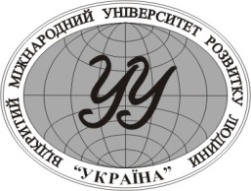 ВІДКРИТИЙ МІЖНАРОДНИЙ УНІВЕРСИТЕТ РОЗВИТКУ ЛЮДИНИ
УУ
"УКРАЇНА"